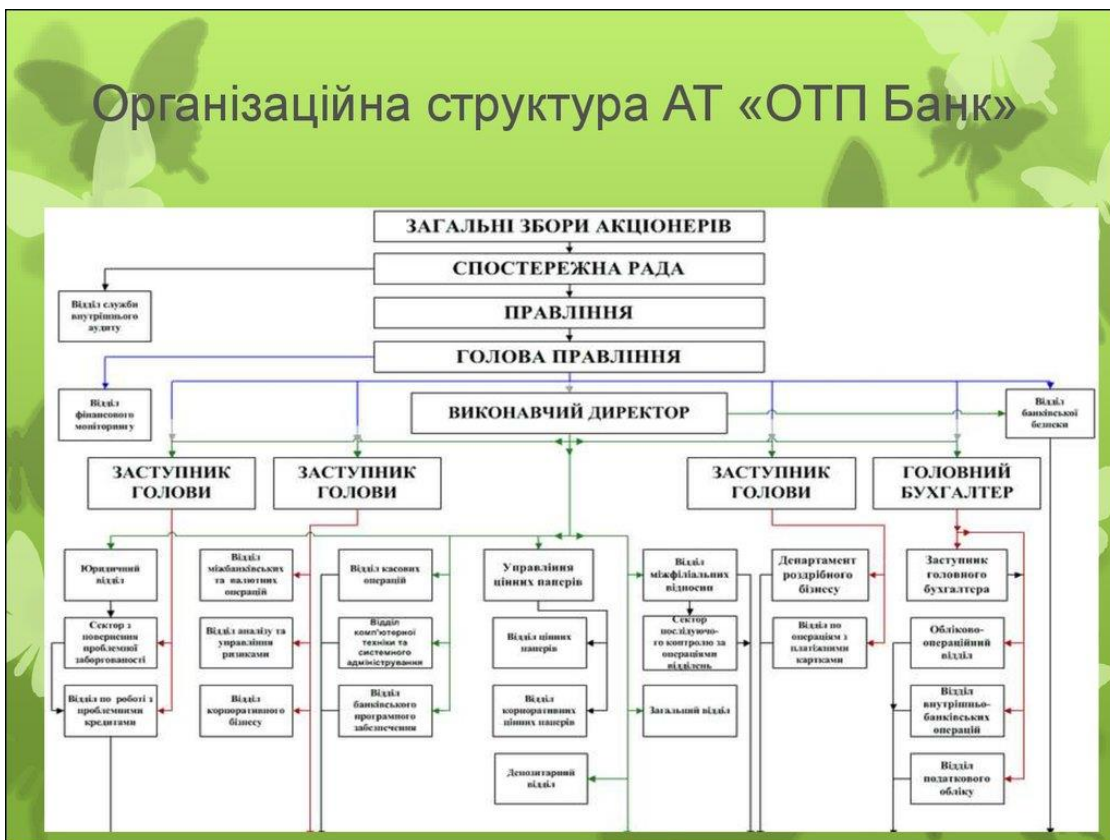 Організаційна структура АТ «ОТП Банк»
ЗАГАЛЬНІ ЗБОРИ АКЦІОНЕРІВ
СПОСТЕРЕЖНА РАДА
Відділ служби
внутрішнього
аудиту
ПРАВЛІННЯ
ГОЛОВА ПРАВЛІННЯ
Відділ
фінансового
моніторингу
ВИКОНАВЧИЙ ДИРЕКТОР
Відділ
банківської
безпеки
ЗАСТУПНИК
ГОЛОВИ
ЗАСТУПНИК
ГОЛОВИ
ЗАСТУПНИК
ГОЛОВИ
ГОЛОВНИЙ
БУХГАЛТЕР
Юридичний
відділ
Відділ
міжбанківських
та валютних
операцій
Відділ касових
операцій
Управління
цінних паперів
Відділ
міжфіліальних
відносин
Департамент
роздрібного
бізнесу
Заступник
головного
бухгалтера
Сектор з
повернення
проблемної
заборгованості
Відділ аналізу та
управління
ризиками
Відділ
комп'ютерної
техніки та
системного
адміністрування
Відділ цінних
паперів
Сектор
послідуючо-
го контролю за
операціями
відділень
Відділ по
операціям з
платіжними
картками
Обліково-
операційний
відділ
Відділ по роботі з
проблемними
кредитами
Відділ
корпоративного
бізнесу
Відділ
банківського
програмного
забезпечення
Відділ
корпоративних
цінних паперів
Загальний відділ
Відділ
внутрішньо-
банківських
операцій
Депозитарний
відділ
Відділ
податкового
обліку